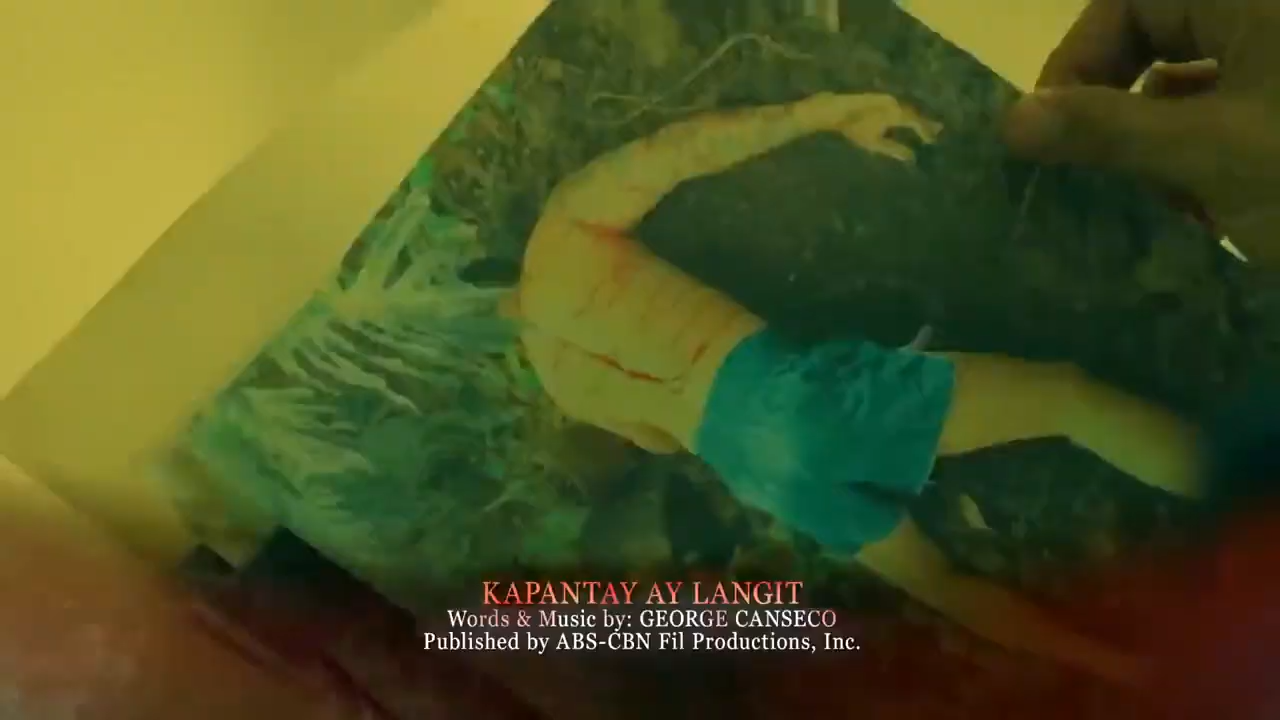 KAPANTAY AY LANGIT
Words & Music by: GEORGE CANSECO
Published by ABS-CBN Fil Productions, Inc.